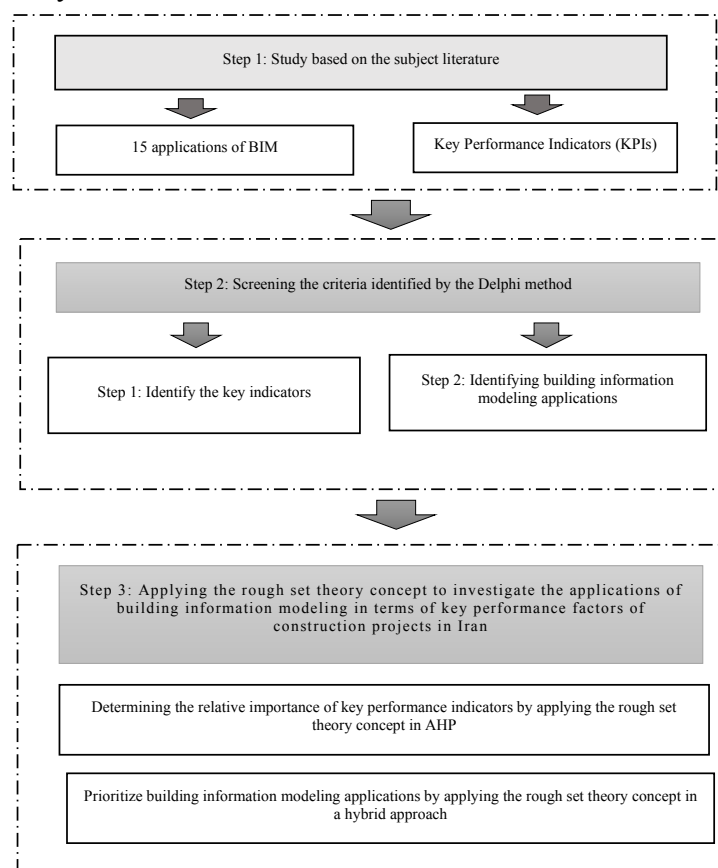 Step 1: Study based on the subject literature
15 applications of BIM
Key Performance Indicators (KPIs)
Step 2: Screening the criteria identified by the Delphi method
Step 1: Identify the key indicators
Step 2: Identifying building information
modeling applications
Step 3: Applying the rough set theory concept to investigate the applications of
building information modeling in terms of key performance factors of
construction projects in Iran
Determining the relative importance of key performance indicators by applying the rough set
theory concept in AHP
Prioritize building information modeling applications by applying the rough set theory concept in
a hybrid approach